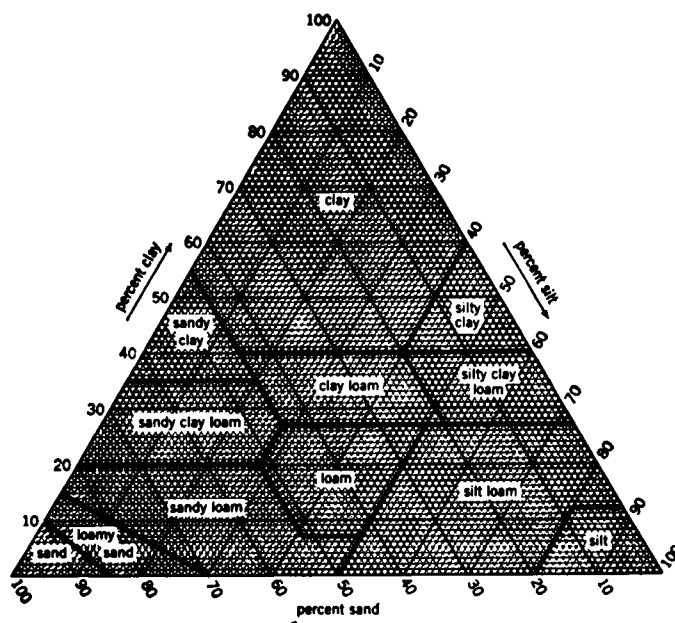 100
90
10
80
20
70
30
clay
60
40
percent clay
percent silt
50
50
silty
clay
sandy
clay
40
60
clay loam
silty clay
loam
70
30
sandy clay loam
80
20
loam
silt loam
sandy loam
90
10
loamy
sand
sand
silt
100
100
90
80
70
60
50
40
30
20
10
percent sand